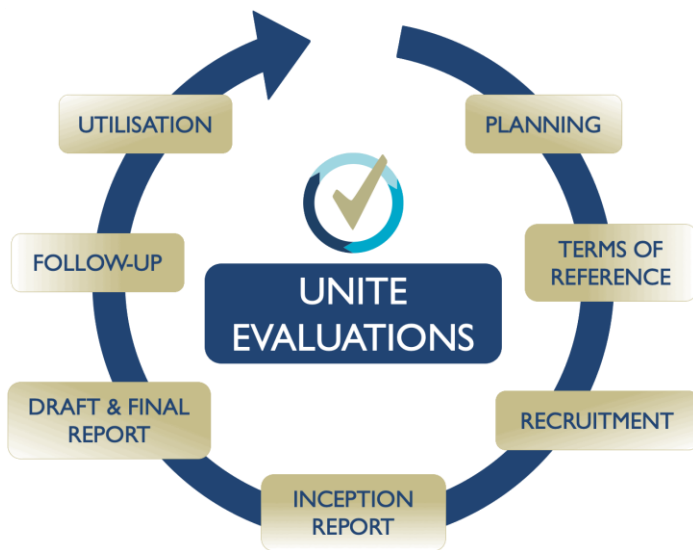 UTILISATION
PLANNING
FOLLOW-UP
TERMS OF
REFERENCE
UNITE
EVALUATIONS
DRAFT & FINAL
REPORT
RECRUITMENT
INCEPTION
REPORT